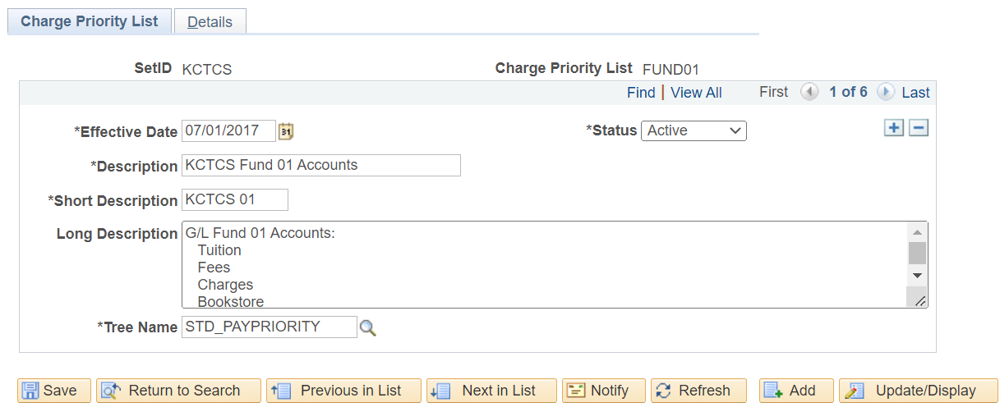 Charge Priority List Details
SetID KCTCS Charge Priority List FUND01
Find | View All First 1 of 6 Last
*Effective Date 07/01/2017 31 *Status Active
*Description KCTCS Fund 01 Accounts
*Short Description KCTCS 01
Long Description G/L Fund 01 Accounts:
Tuition
Fees
Charges
Bookstore
*Tree Name STD_PAYPRIORITY
Save Return to Search Previous in List Next in List Notify Refresh Add Update/Display